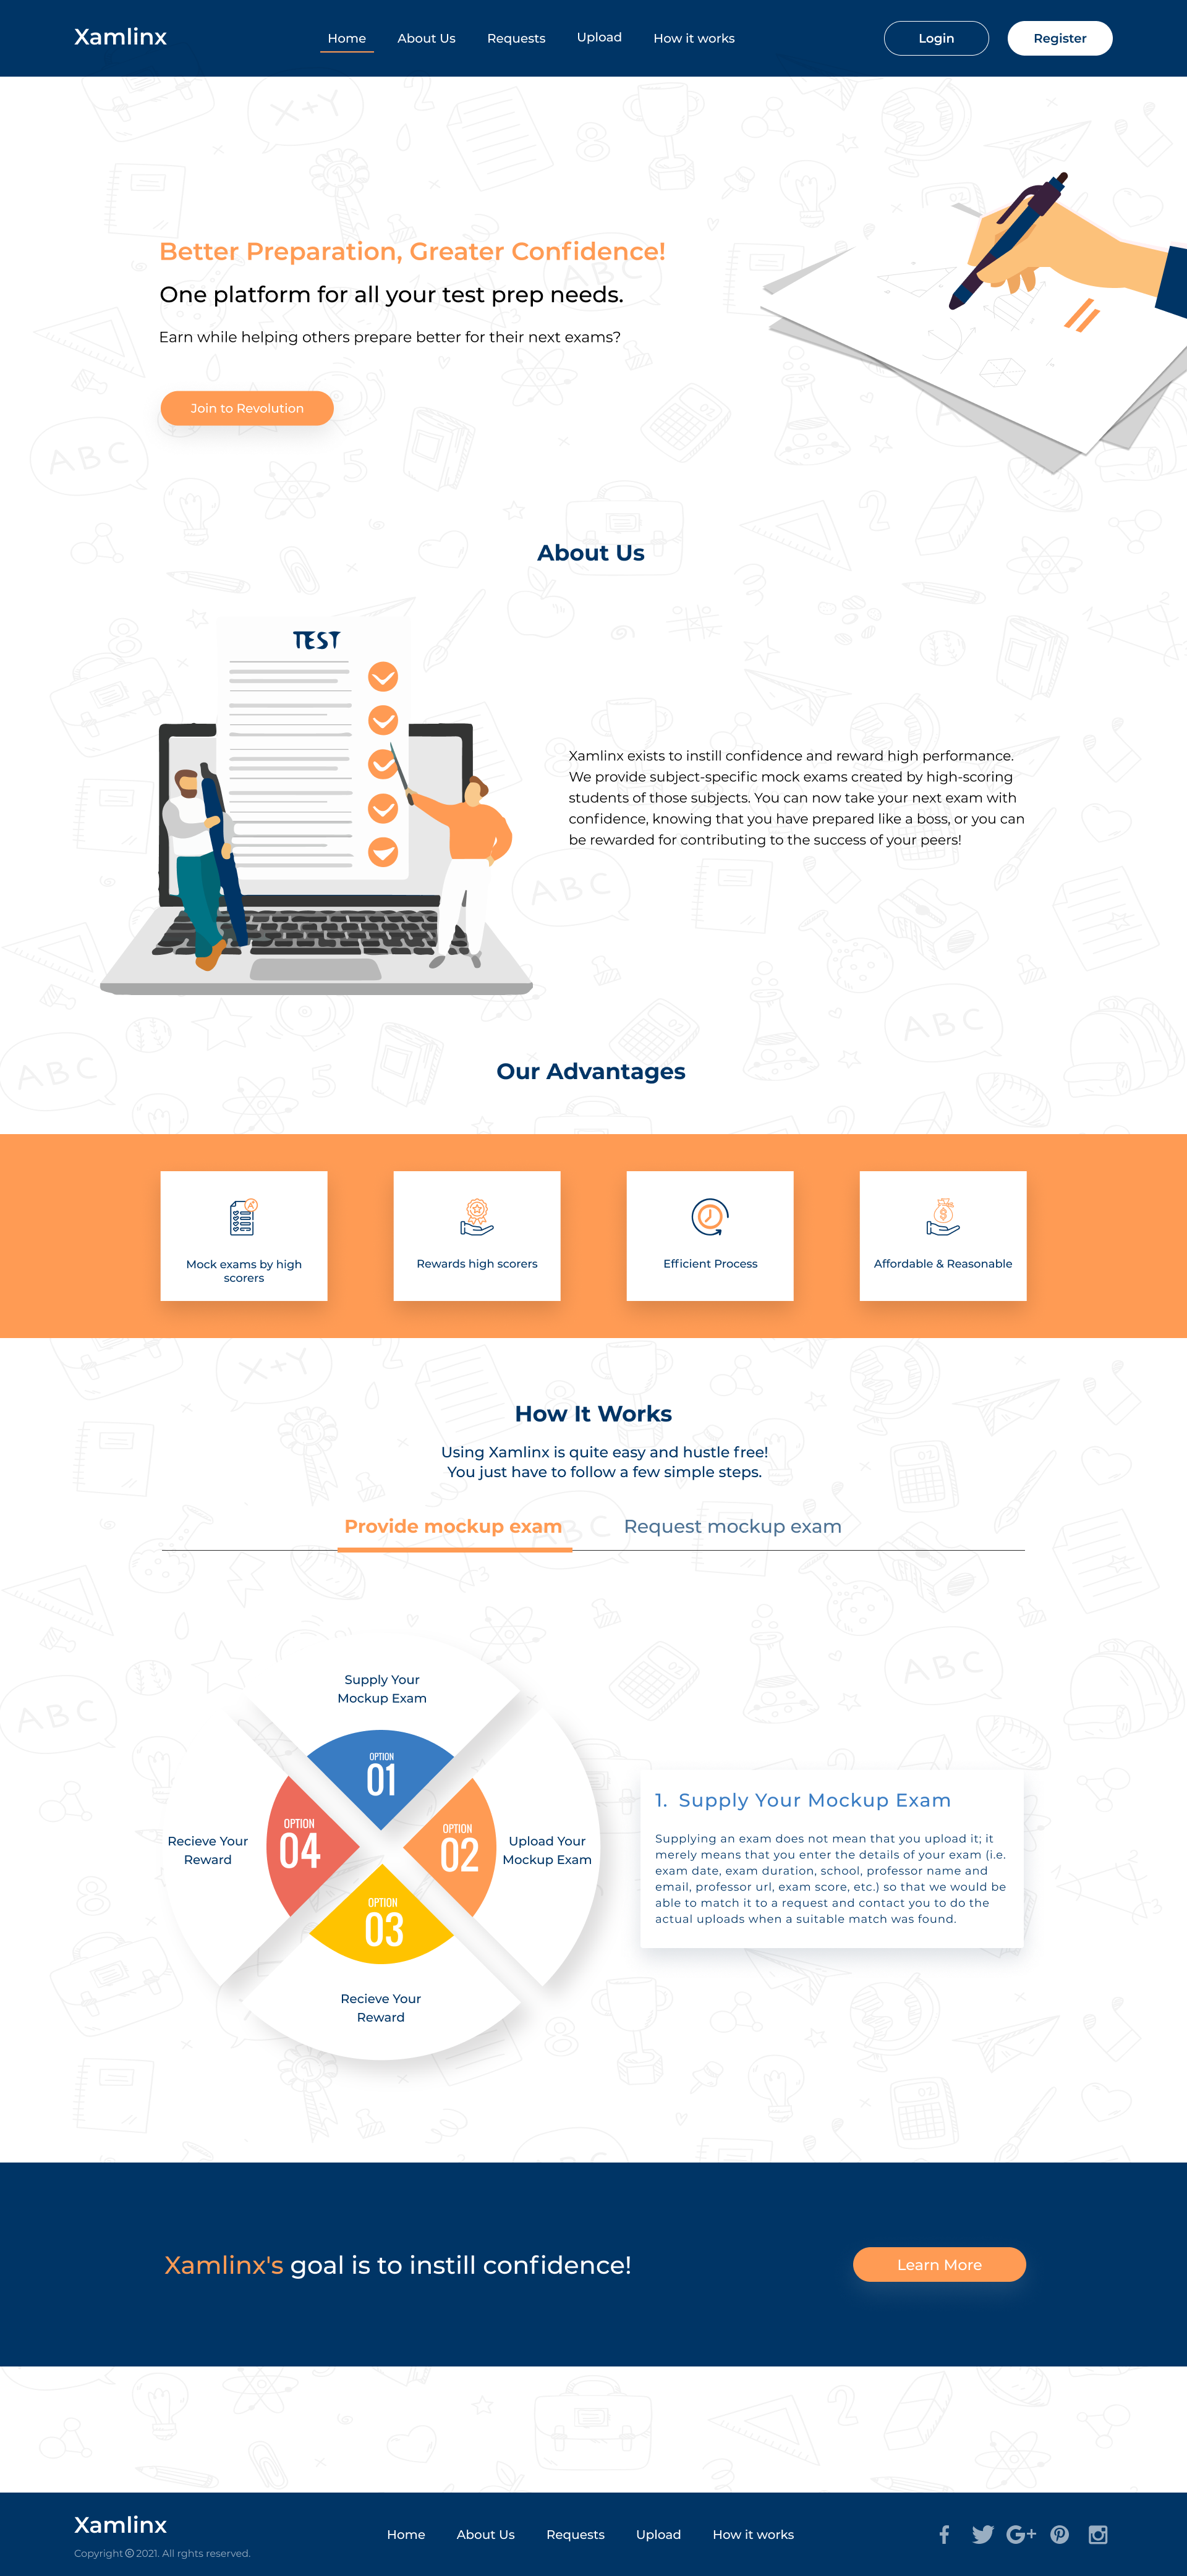 Xamlinx
Home
About Us
Requests
Upload
How it works
Login
Register
Better Preparation, Greater Confidence!
One platform for all your test prep needs.
Earn while helping others prepare better for their next exams?
Join to Revolution
About Us
TEST
Xamlinx exists to instill confidence and reward high performance.
We provide subject-specific mock exams created by high-scoring
students of those subjects. You can now take your next exam with
confidence, knowing that you have prepared like a boss, or you can
be rewarded for contributing to the success of your peers!
Our Advantages
Mock exams by high
scorers
Rewards high scorers
Efficient Process
Affordable & Reasonable
How It Works
Using Xamlinx is quite easy and hustle free!
You just have to follow a few simple steps.
Provide mockup exam
Request mockup exam
Supply Your
Mockup Exam
OPTION
01
OPTION
02
Upload Your
Mockup Exam
OPTION
03
Recieve Your
Reward
OPTION
04
Recieve Your
Reward
1. Supply Your Mockup Exam
Supplying an exam does not mean that you upload it; it
merely means that you enter the details of your exam (i.e.
exam date, exam duration, school, professor name and
email, professor url, exam score, etc.) so that we would be
able to match it to a request and contact you to do the
actual uploads when a suitable match was found.
Xamlinx's goal is to instill confidence!
Learn More
Xamlinx
Copyright © 2021. All rghts reserved.
Home
About Us
Requests
Upload
How it works